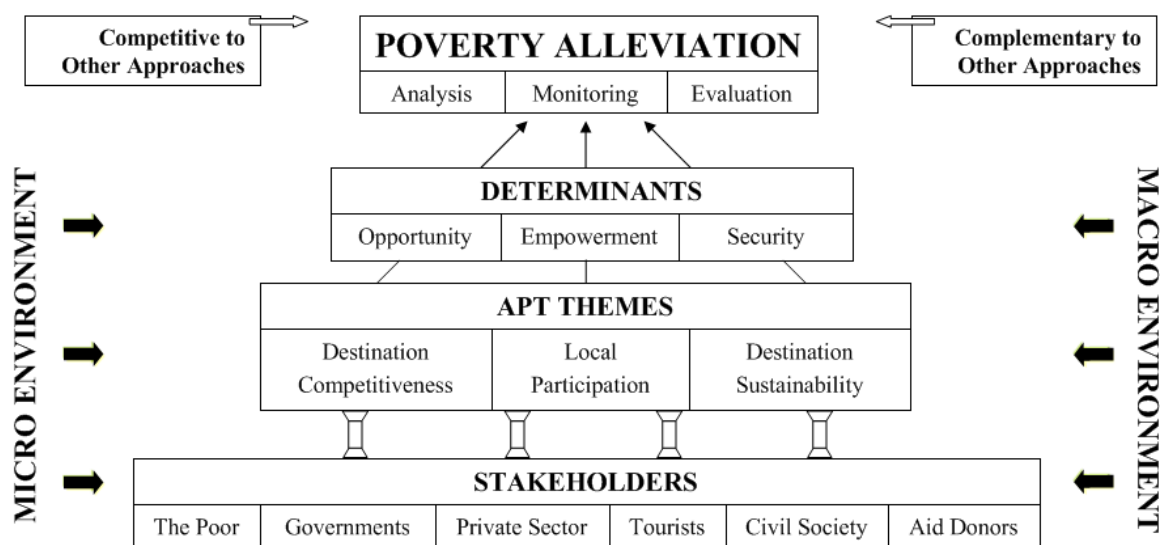 Competitive to
Other Approaches
POVERTY ALLEVIATION
Analysis Monitoring Evaluation
Complementary to
Other Approaches
MICRO ENVIRONMENT
MACRO ENVIRONMENT
DETERMINANTS
Opportunity Empowerment Security
APT THEMES
Destination
Competitiveness
Local
Participation
Destination
Sustainability
STAKEHOLDERS
The Poor Governments Private Sector Tourists Civil Society Aid Donors